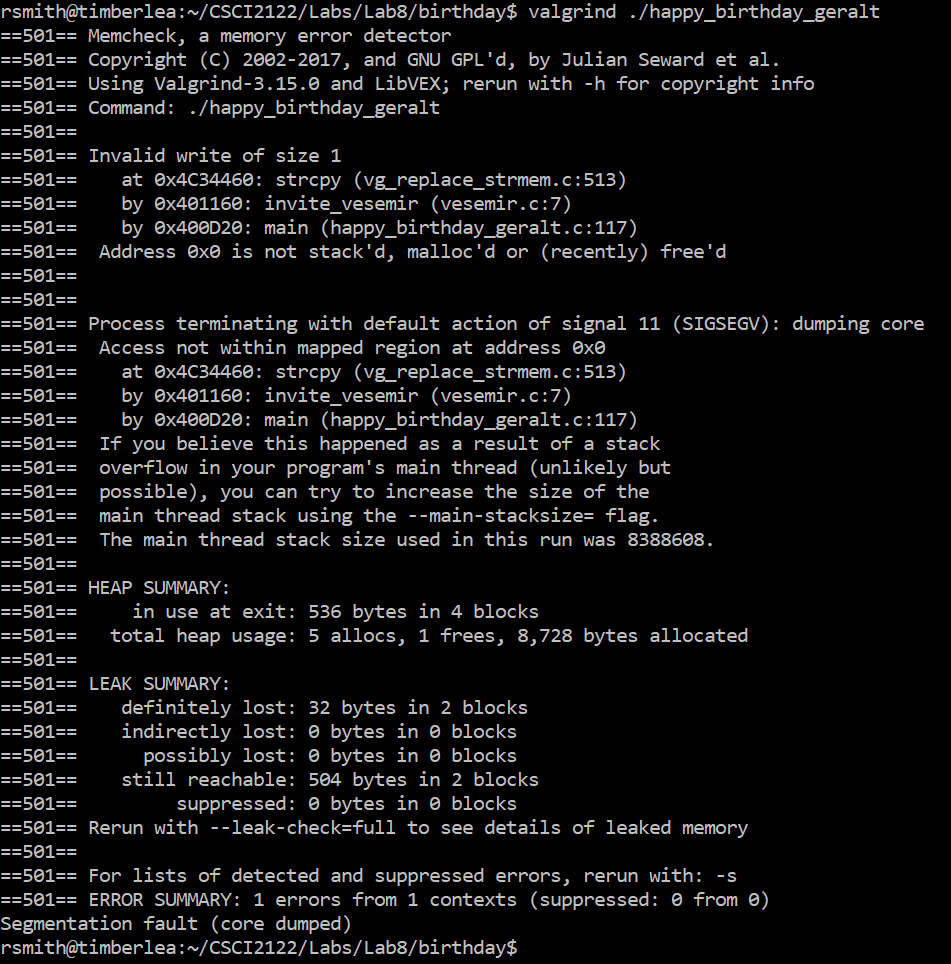 rsmith@timberlea:~/CSCI2122/Labs/Lab8/birthday$ valgrind ./happy_birthday_geralt
==501== Memcheck, a memory error detector
==501== Copyright (C) 2002-2017, and GNU GPL'd, by Julian Seward et al.
==501== Using Valgrind-3.15.0 and LibVEX; rerun with -h for copyright info
==501== Command: ./happy_birthday_geralt
==501==
==501== Invalid write of size 1
==501==    at 0x4C34460: strcpy (vg_replace_strmem.c:513)
==501==    by 0x401160: invite_vesemir (vesemir.c:7)
==501==    by 0x400D20: main (happy_birthday_geralt.c:117)
==501==  Address 0x0 is not stack'd, malloc'd or (recently) free'd
==501==
==501==
==501== Process terminating with default action of signal 11 (SIGSEGV): dumping core
==501==  Access not within mapped region at address 0x0
==501==    at 0x4C34460: strcpy (vg_replace_strmem.c:513)
==501==    by 0x401160: invite_vesemir (vesemir.c:7)
==501==    by 0x400D20: main (happy_birthday_geralt.c:117)
==501==  If you believe this happened as a result of a stack
==501==  overflow in your program's main thread (unlikely but
==501==  possible), you can try to increase the size of the
==501==  main thread stack using the --main-stacksize= flag.
==501==  The main thread stack size used in this run was 8388608.
==501==
==501== HEAP SUMMARY:
==501==     in use at exit: 536 bytes in 4 blocks
==501==   total heap usage: 5 allocs, 1 frees, 8,728 bytes allocated
==501==
==501== LEAK SUMMARY:
==501==    definitely lost: 32 bytes in 2 blocks
==501==    indirectly lost: 0 bytes in 0 blocks
==501==      possibly lost: 0 bytes in 0 blocks
==501==    still reachable: 504 bytes in 2 blocks
==501==         suppressed: 0 bytes in 0 blocks
==501== Rerun with --leak-check=full to see details of leaked memory
==501==
==501== For lists of detected and suppressed errors, rerun with: -s
==501== ERROR SUMMARY: 1 errors from 1 contexts (suppressed: 0 from 0)
Segmentation fault (core dumped)
rsmith@timberlea:~/CSCI2122/Labs/Lab8/birthday$